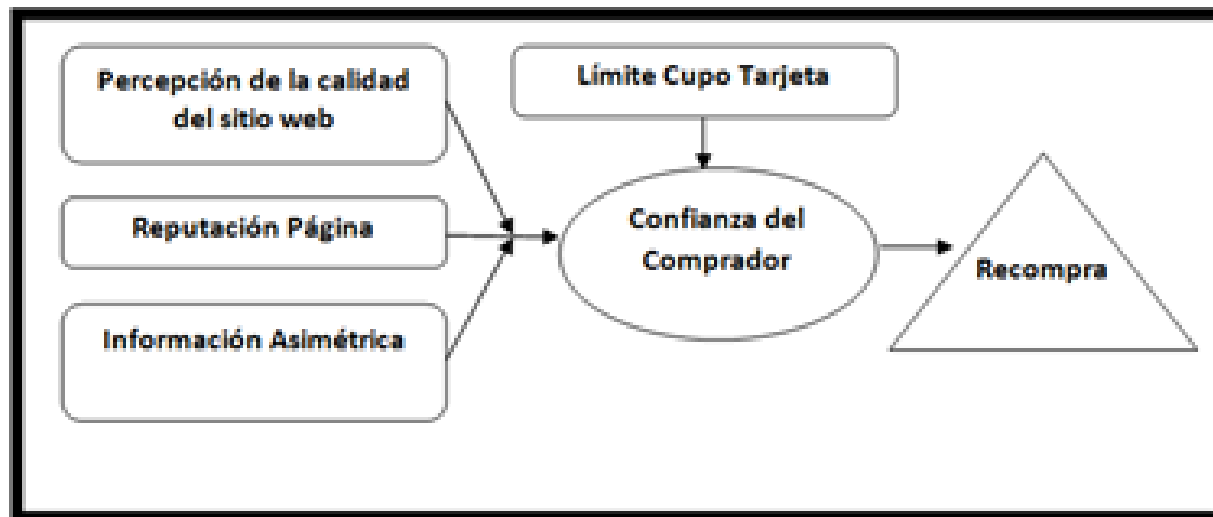 Percepción de la calidad
del sitio web
Límite Cupo Tarjeta
Reputación Página
Confianza del
Comprador
Recompra
Información Asimétrica